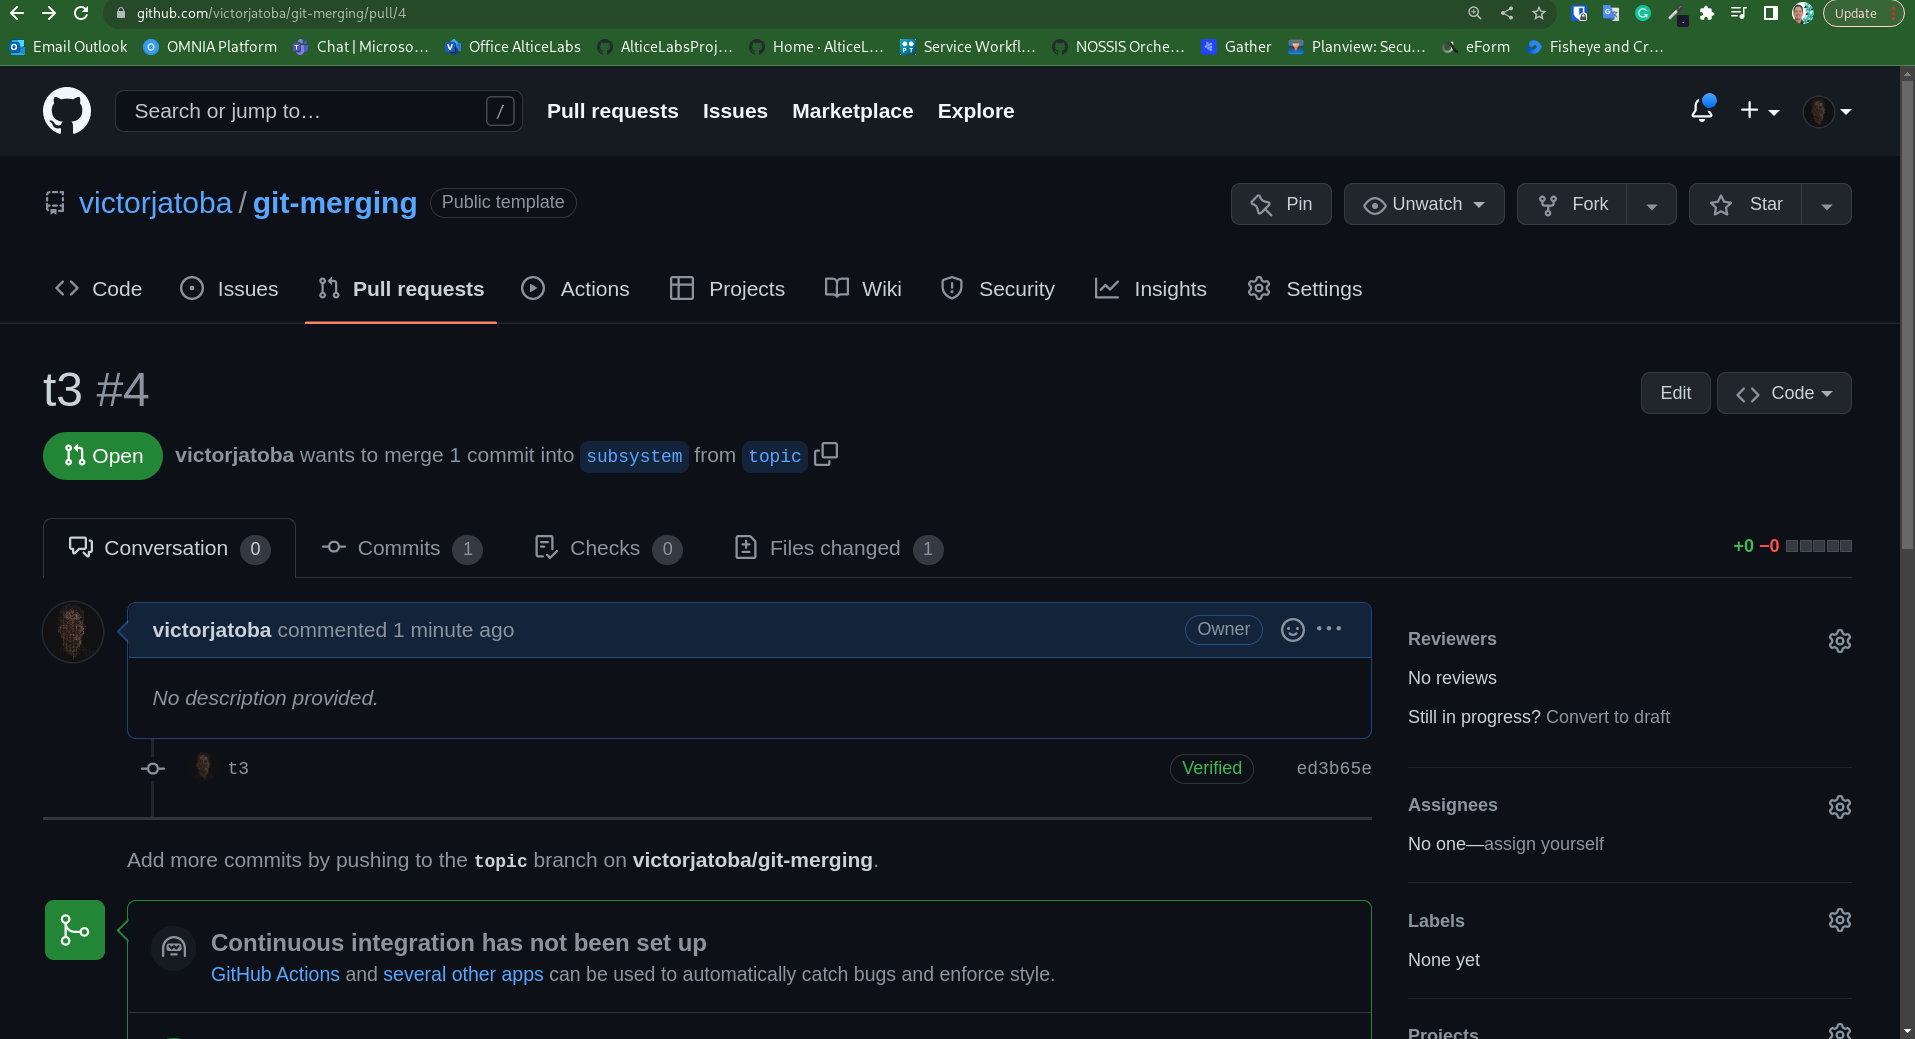 github.com/victorjatoba/git-merging/pull/4
Update
Email Outlook OMNIA Platform Chat | Microso… Office AlticeLabs AlticeLabsProj… Home · AlticeL… Service Workfl… NOSSIS Orche… Gather Planview: Secu… eForm Fisheye and Cr…
Search or jump to… / Pull requests Issues Marketplace Explore
victorjatoba / git-merging Public template Pin Unwatch Fork Star
Code Issues Pull requests Actions Projects Wiki Security Insights Settings
t3 #4 Edit Code
Open victorjatoba wants to merge 1 commit into subsystem from topic
Conversation 0 Commits 1 Checks 0 Files changed 1 +0 −0
victorjatoba commented 1 minute ago Owner
No description provided.
t3 Verified ed3b65e
Add more commits by pushing to the topic branch on victorjatoba/git-merging.
Continuous integration has not been set up
GitHub Actions and several other apps can be used to automatically catch bugs and enforce style.
Reviewers
No reviews
Still in progress? Convert to draft
Assignees
No one—assign yourself
Labels
None yet
Projects